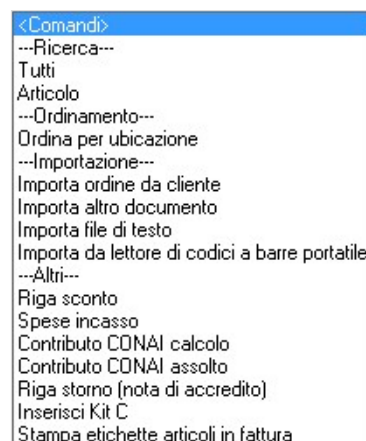 <Comandi>
---Ricerca---
Tutti
Articolo
---Ordinamento---
Ordina per ubicazione
---Importazione---
Importa ordine da cliente
Importa altro documento
Importa file di testo
Importa da lettore di codici a barre portatile
---Altri---
Riga sconto
Spese incasso
Contributo CONAI calcolo
Contributo CONAI assolto
Riga storno (nota di accredito)
Inserisci Kit C
Stampa etichette articoli in fattura